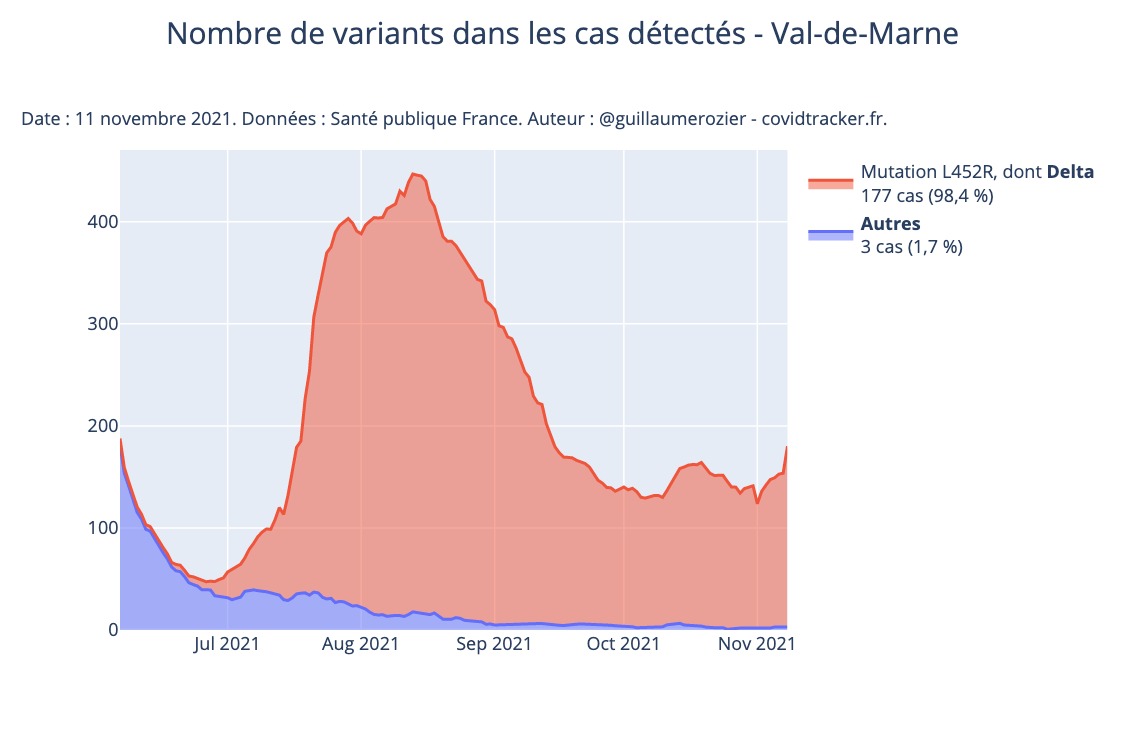 Nombre de variants dans les cas détectés - Val-de-Marne
Date : 11 novembre 2021. Données : Santé publique France. Auteur : @guillaumerozier - covidtracker.fr.
Mutation L452R, dont Delta
177 cas (98,4 %)
Autres
3 cas (1,7 %)
400
300
200
100
0
Jul 2021 Aug 2021 Sep 2021 Oct 2021 Nov 2021